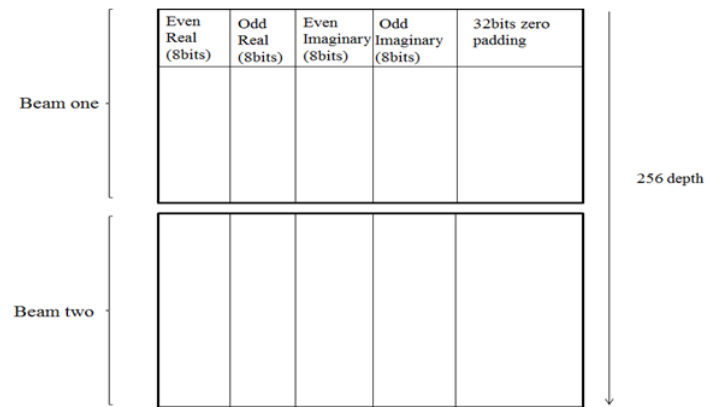 Even
Real
(8bits)
Odd
Real
(8bits)
Even
Imaginary
(8bits)
Odd
Imaginary
(8bits)
32bits zero
padding
Beam one
256 depth
Beam two